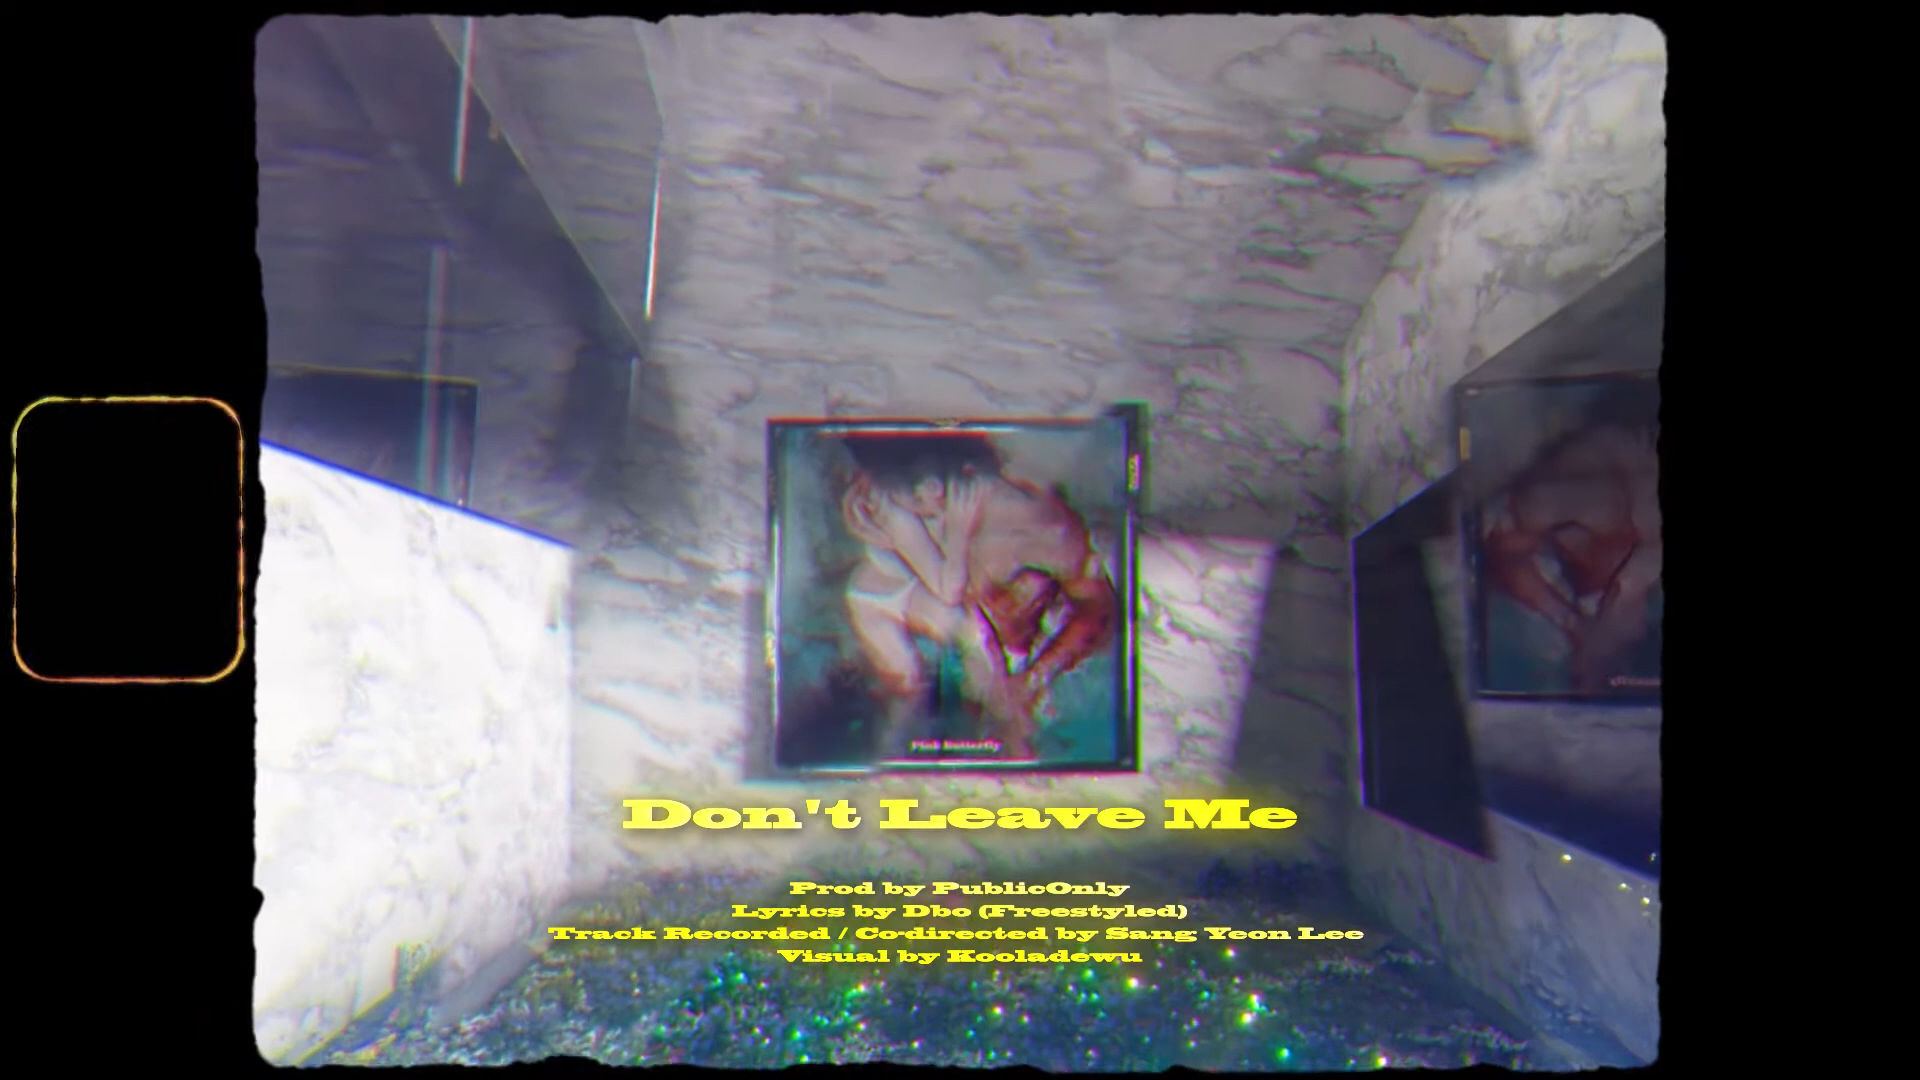 Pink Butterfly
Don't Leave Me
Prod by PublicOnly
Lyrics by Dbo (Freestyled)
Track Recorded / Co-directed by Sang Yeon Lee
Visual by Kooladewu